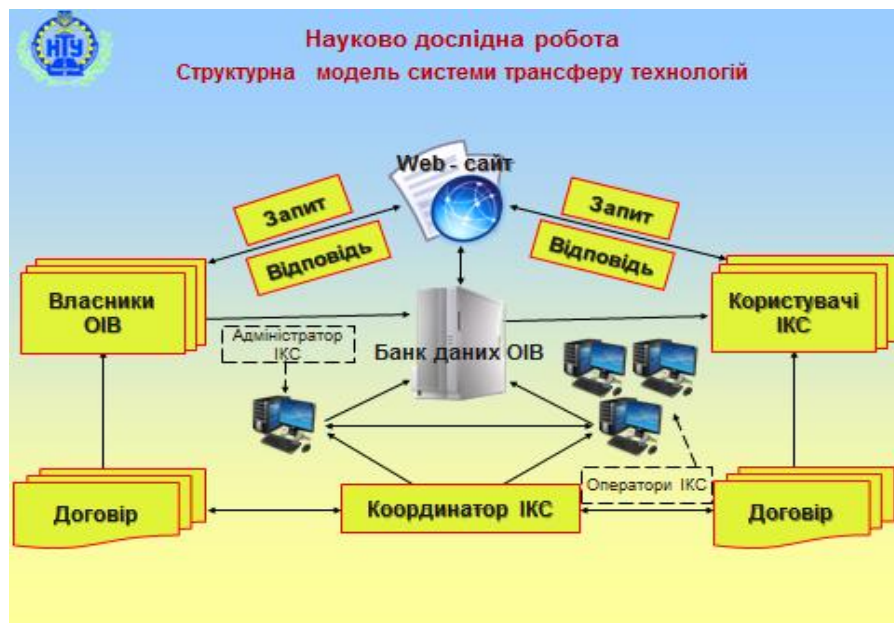 НТУ
Науково дослідна робота
Структурна модель системи трансферу технологій
Web - сайт
Запит
Відповідь
Запит
Відповідь
Власники
ОІВ
Користувачі
ІКС
Адміністратор
ІКС
Банк даних ОІВ
Оператори ІКС
Договір
Координатор ІКС
Договір